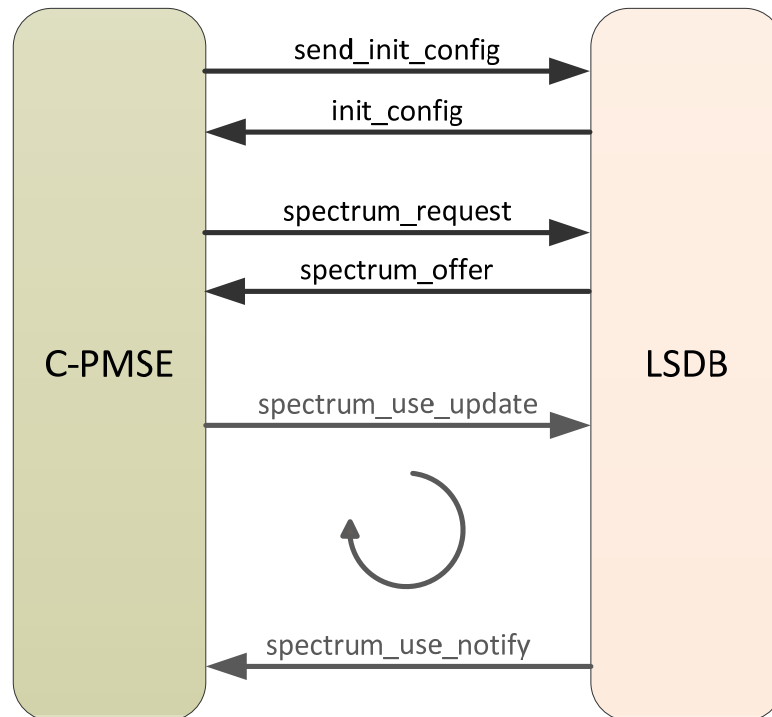 send_init_config
init_config
spectrum_request
spectrum_offer
C-PMSE
LSDB
spectrum_use_update
spectrum_use_notify